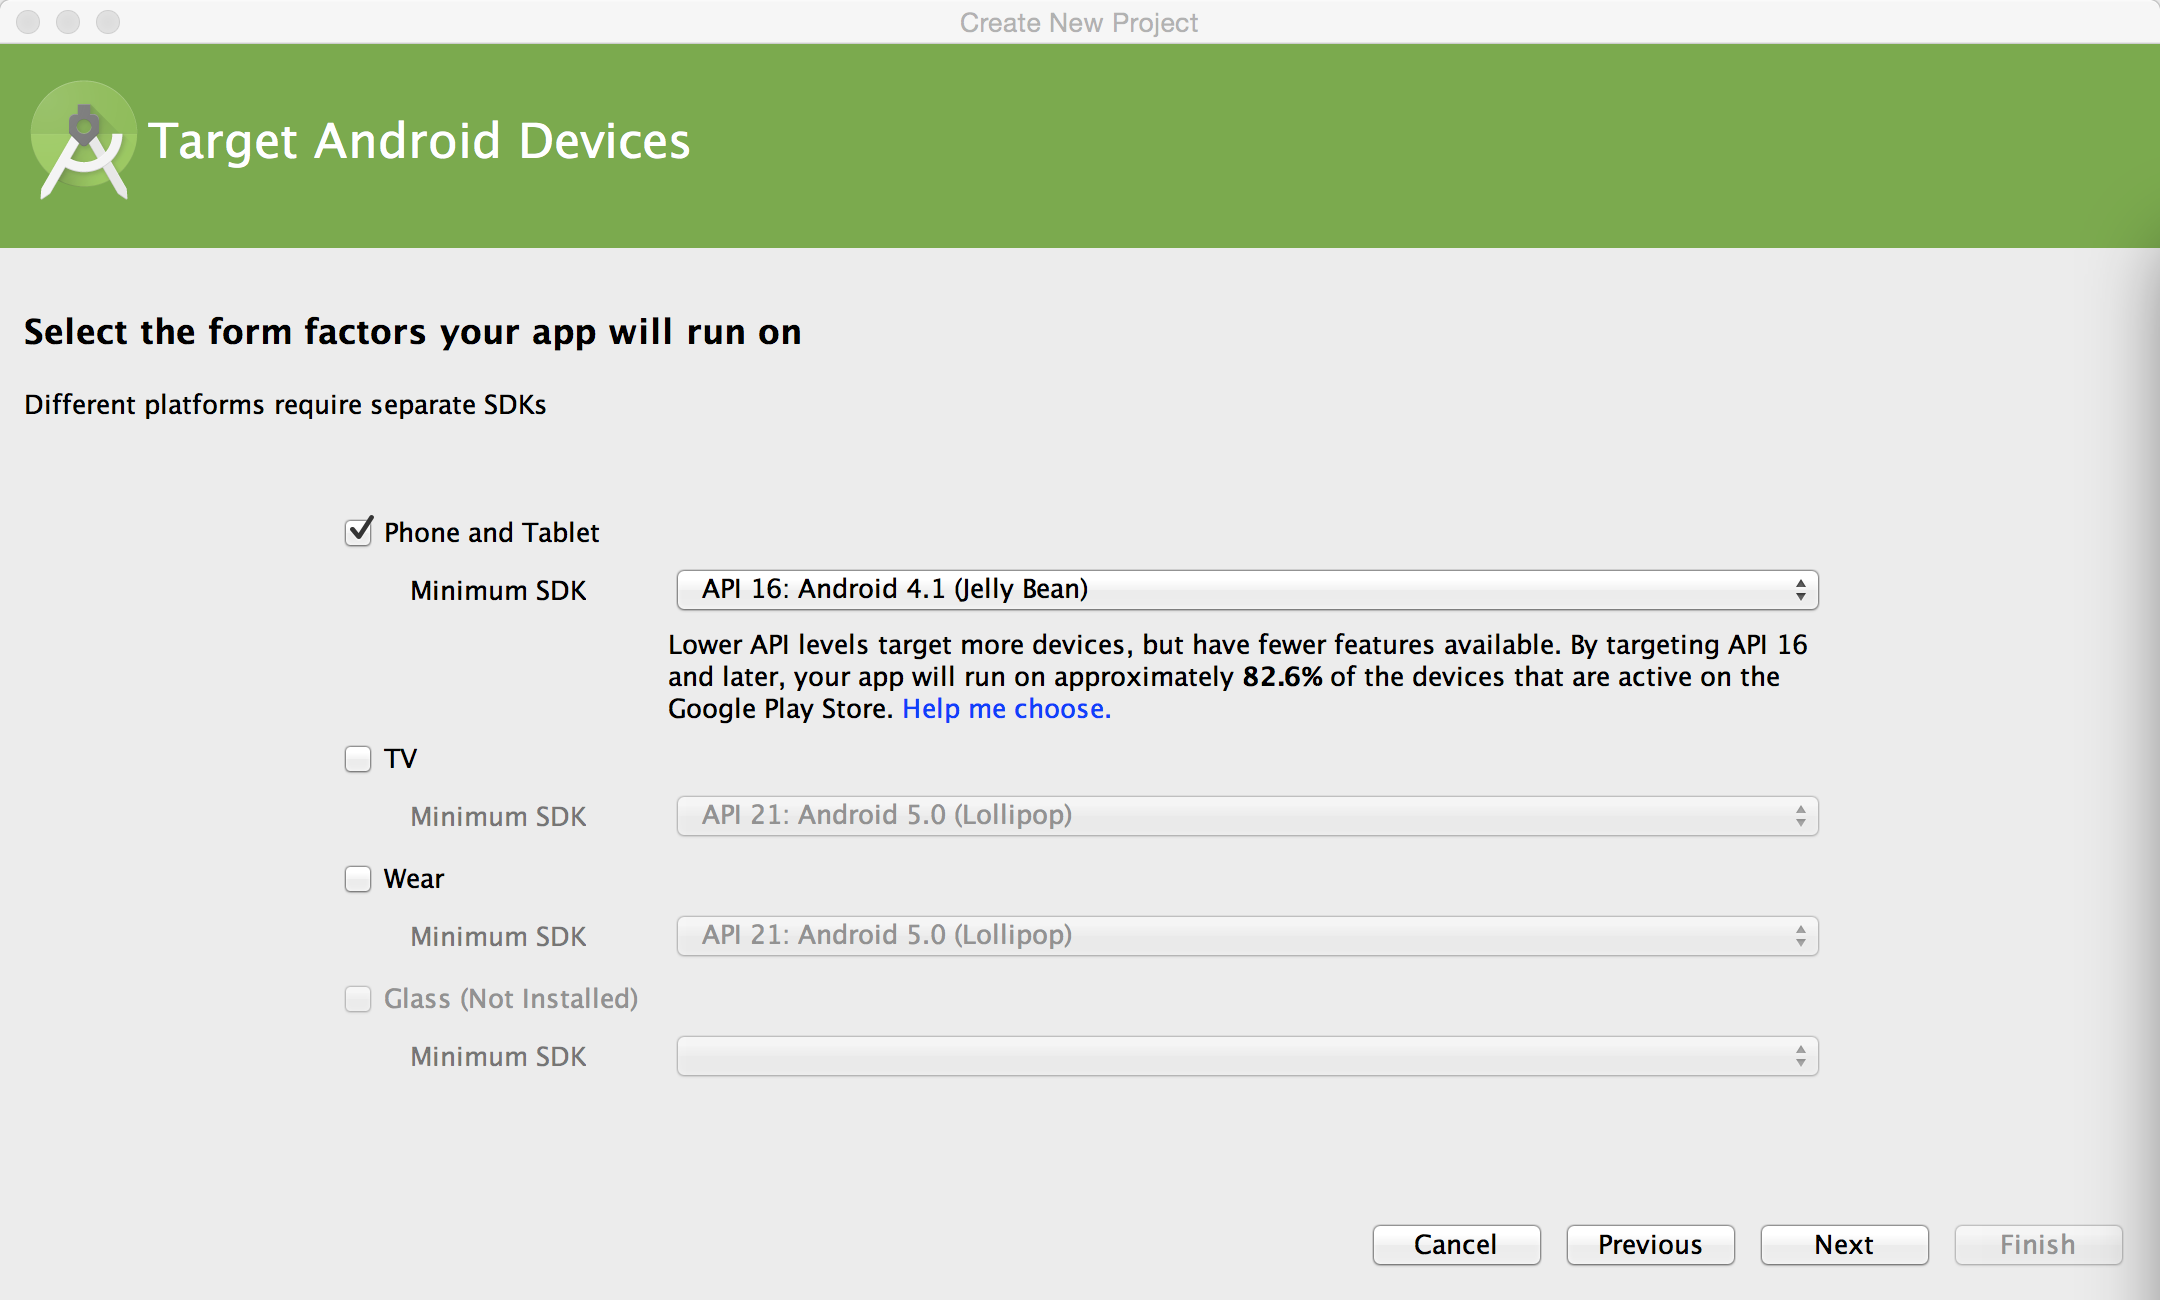 Create New Project
Target Android Devices
Select the form factors your app will run on
Different platforms require separate SDKs
Phone and Tablet
Minimum SDK
API 16: Android 4.1 (Jelly Bean)
Lower API levels target more devices, but have fewer features available. By targeting API 16
and later, your app will run on approximately 82.6% of the devices that are active on the
Google Play Store. Help me choose.
TV
Minimum SDK
API 21: Android 5.0 (Lollipop)
Wear
Minimum SDK
API 21: Android 5.0 (Lollipop)
Glass (Not Installed)
Minimum SDK
Cancel
Previous
Next
Finish